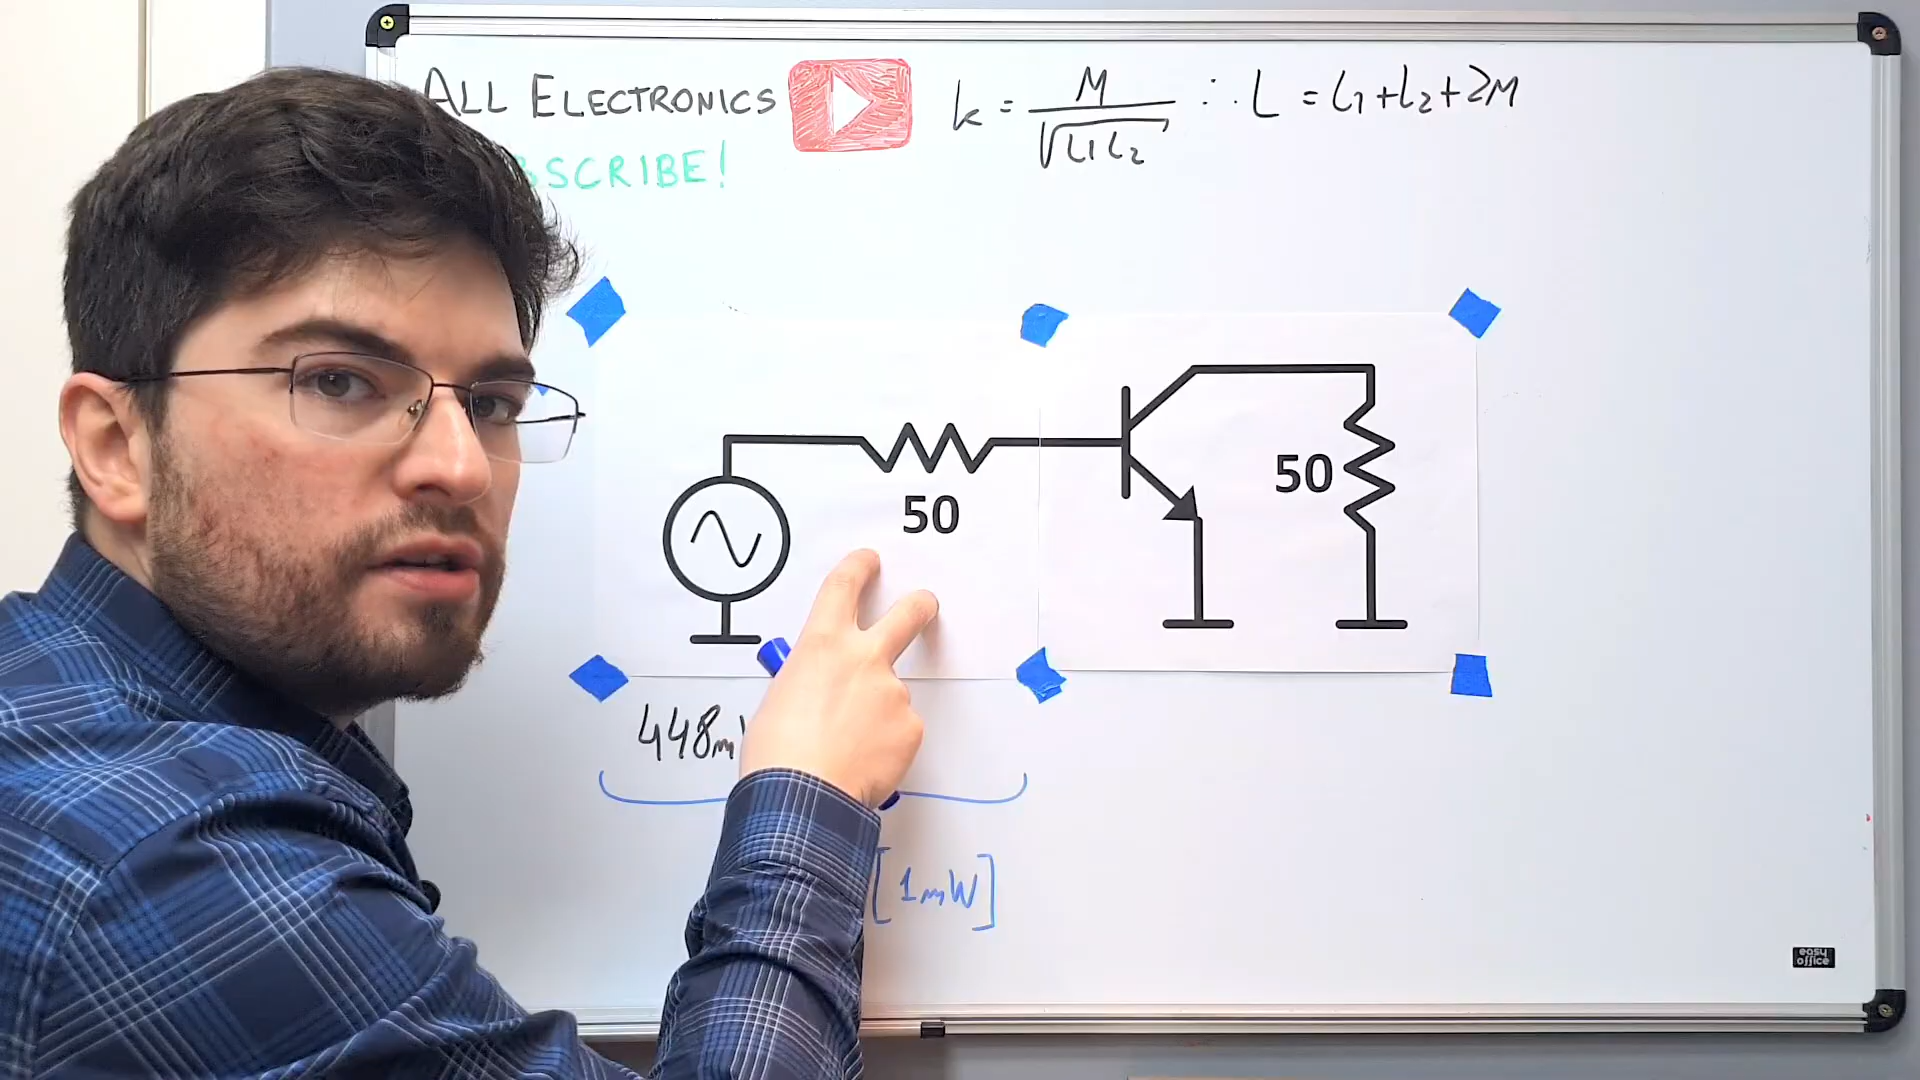 ALL ELECTRONICS
SCRIBE!
k = M / √L1L2 ∴ L = L1+L2+2M
50
50
448m
[1mW]
easy
office